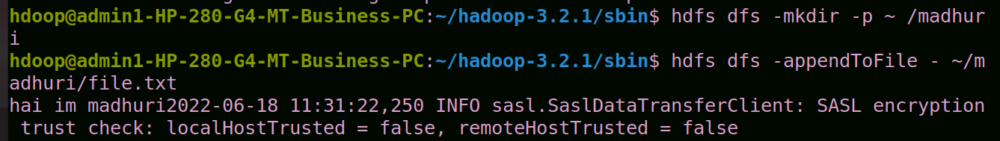 hdoop@admin1-HP-280-G4-MT-Business-PC:~/hadoop-3.2.1/sbin$ hdfs dfs -mkdir -p ~ /madhur
i
hdoop@admin1-HP-280-G4-MT-Business-PC:~/hadoop-3.2.1/sbin$ hdfs dfs -appendToFile - ~/m
adhuri/file.txt
hai im madhuri2022-06-18 11:31:22,250 INFO sasl.SaslDataTransferClient: SASL encryption
 trust check: localHostTrusted = false, remoteHostTrusted = false